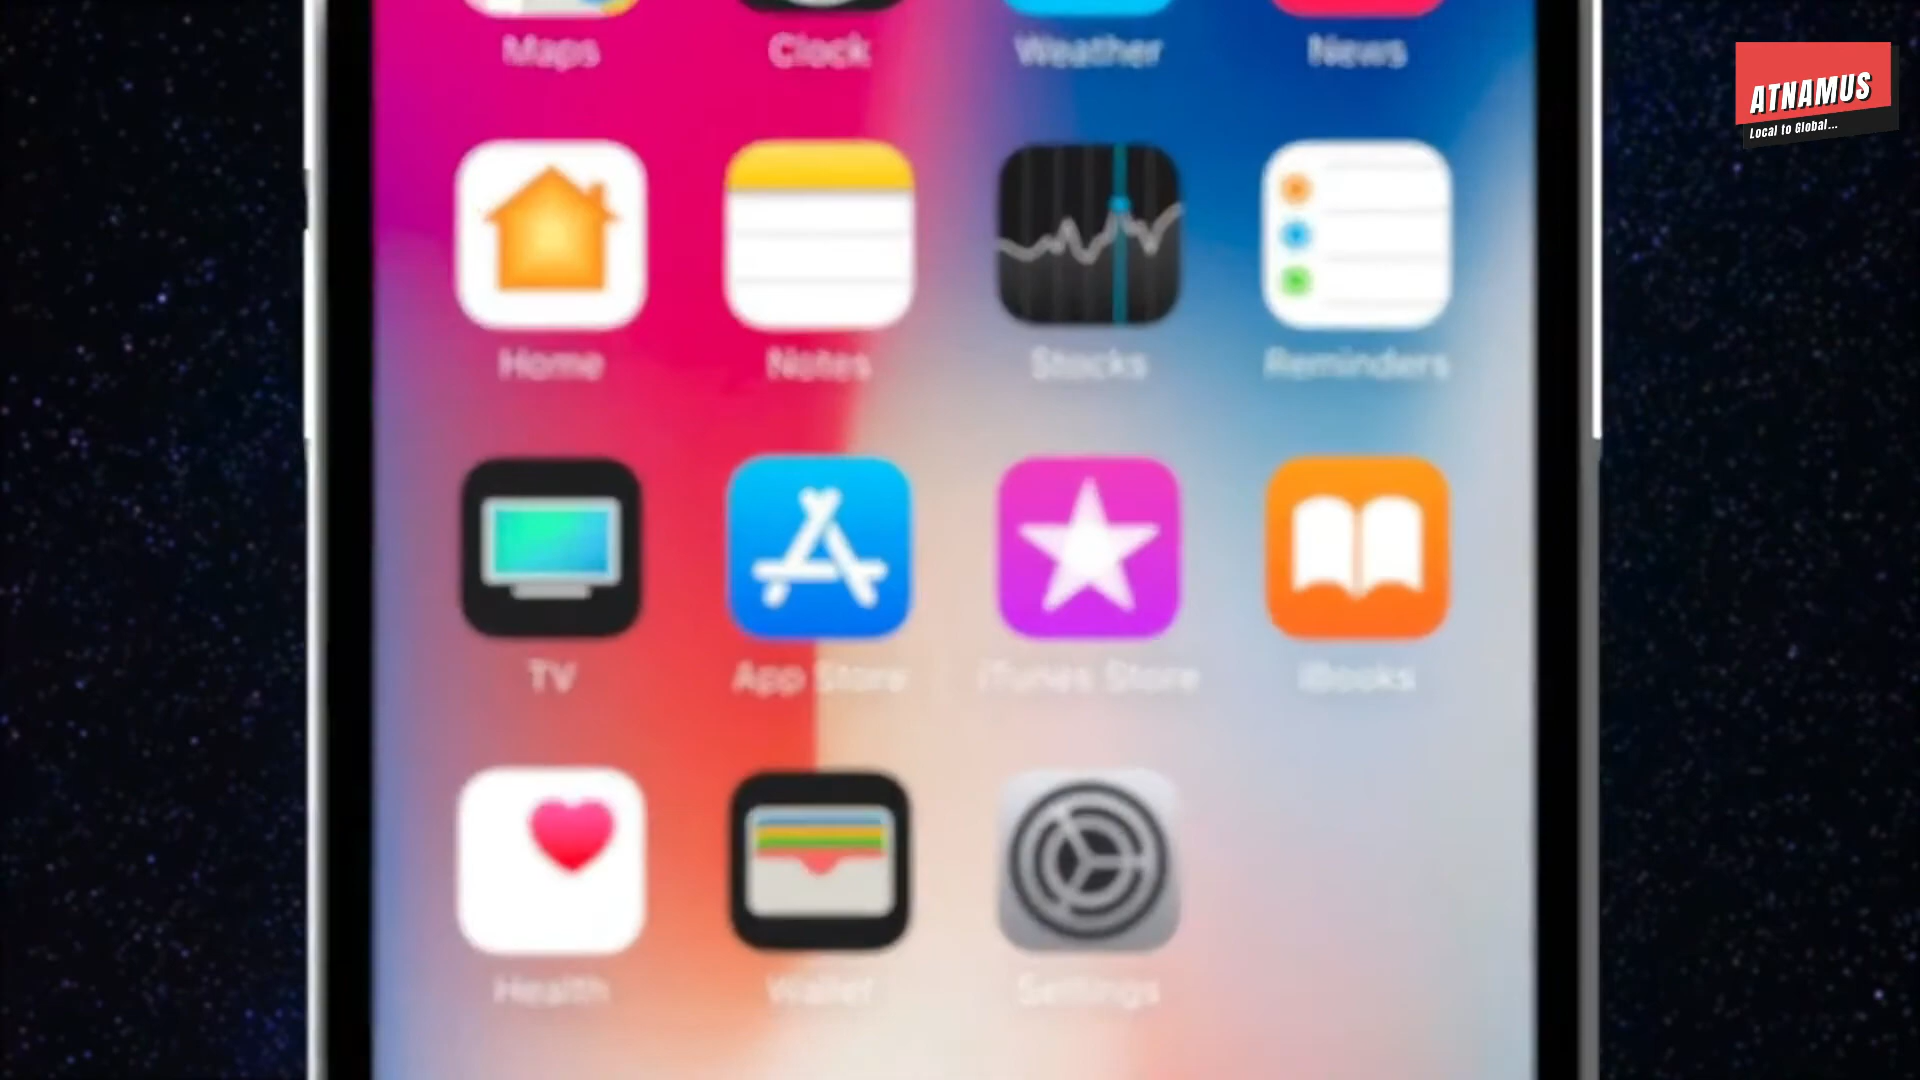 Maps Clock Weather News
ATNAMUS
Local to Global...
Home Notes Stocks Reminders
TV App Store iTunes Store iBooks
Health Wallet Settings